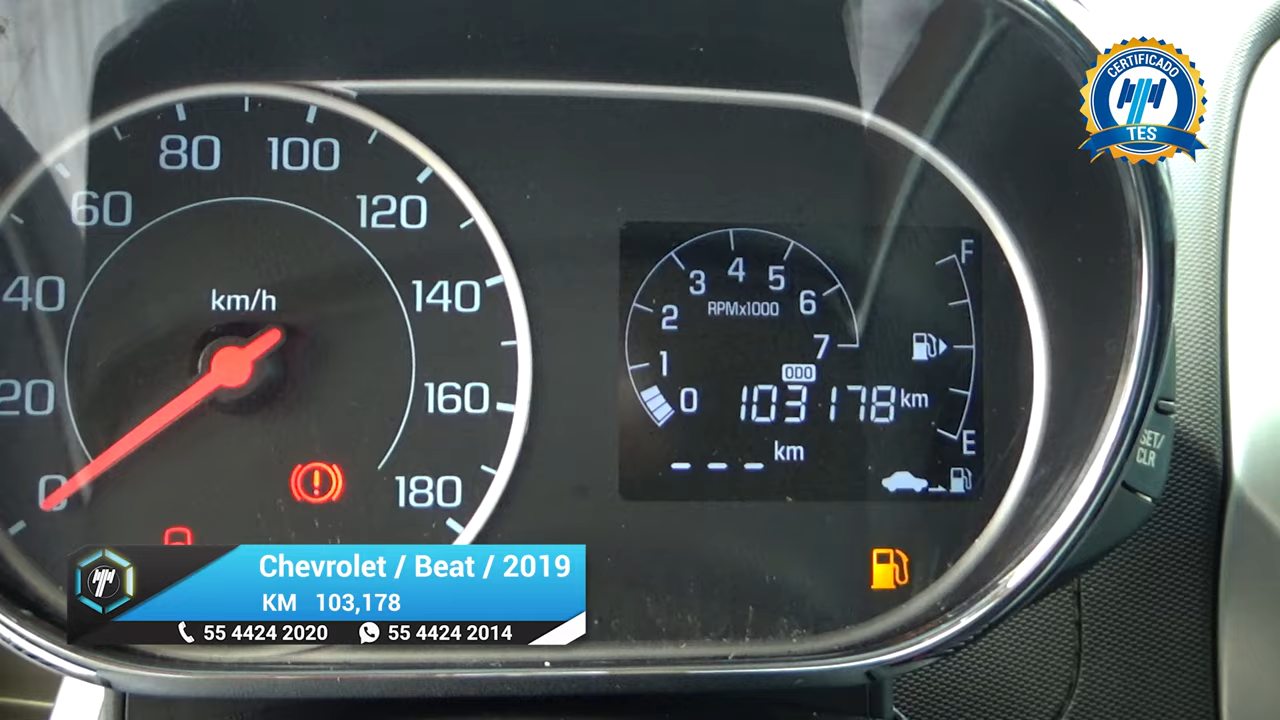 CERTIFICADO
TES
20
40
60
80
100
120
140
160
180
0
km/h
0
1
2
3
4
5
6
7
RPMx1000
ODO
103178 km
--- km
F
E
SET/
CLR
Chevrolet / Beat / 2019
KM 103,178
55 4424 2020 55 4424 2014